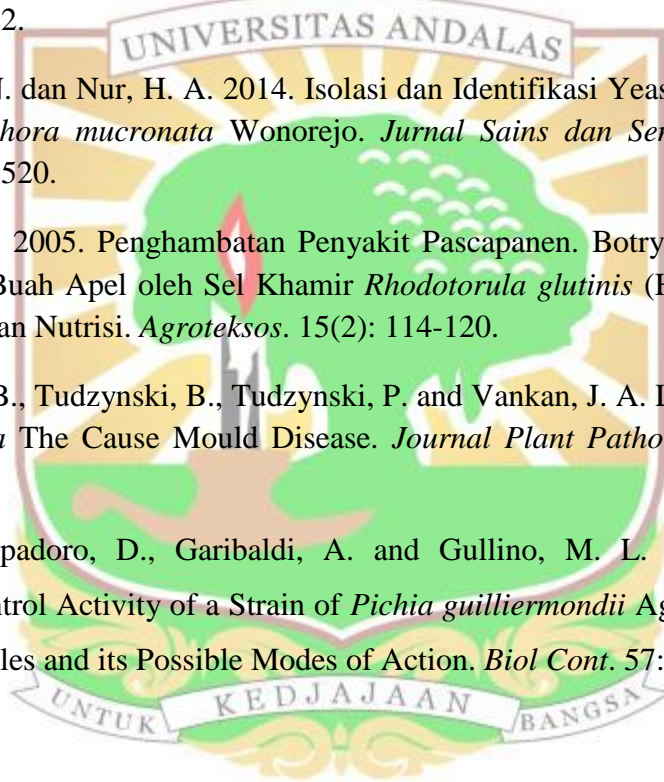 2.
UNIVERSITAS ANDALAS
N. dan Nur, H. A. 2014. Isolasi dan Identifikasi Yeas
hora mucronata Wonorejo. Jurnal Sains dan Ser
520.
2005. Penghambatan Penyakit Pascapanen. Botry
Buah Apel oleh Sel Khamir Rhodotorula glutinis (
an Nutrisi. Agroteksos. 15(2): 114-120.
B., Tudzynski, B., Tudzynski, P. and Vankan, J. A. L
a The Cause Mould Disease. Journal Plant Patho
padoro, D., Garibaldi, A. and Gullino, M. L.
ntrol Activity of a Strain of Pichia guilliermondii Ag
les and its Possible Modes of Action. Biol Cont. 57:
UNTUK KEDJAJAAN BANGSA